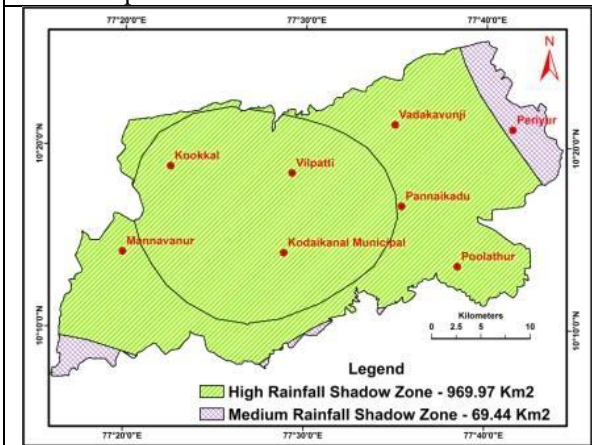 77°20'0"E 77°30'0"E 77°40'0"E
N
Vadakavunji
Periyur
10°20'0"N 10°20'0"N
Kookkal
Vilpatti
Pannaikadu
Mannavanur
Kodaikanal Municipal
Poolathur
Kilometers
0 2.5 5 10
10°10'0"N 10°10'0"N
Legend
High Rainfall Shadow Zone - 969.97 Km2
Medium Rainfall Shadow Zone - 69.44 Km2
77°20'0"E 77°30'0"E 77°40'0"E